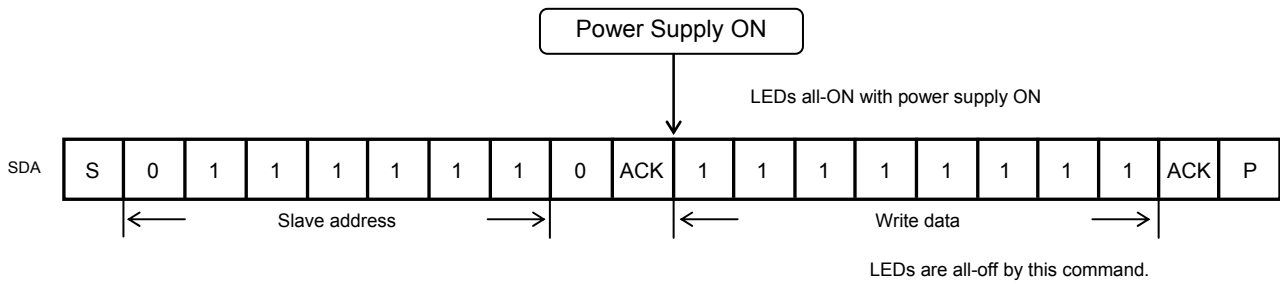 Power Supply ON
LEDs all-ON with power supply ON
SDA S 0 1 1 1 1 1 1 0 ACK 1 1 1 1 1 1 1 1 ACK P
Slave address Write data
LEDs are all-off by this command.